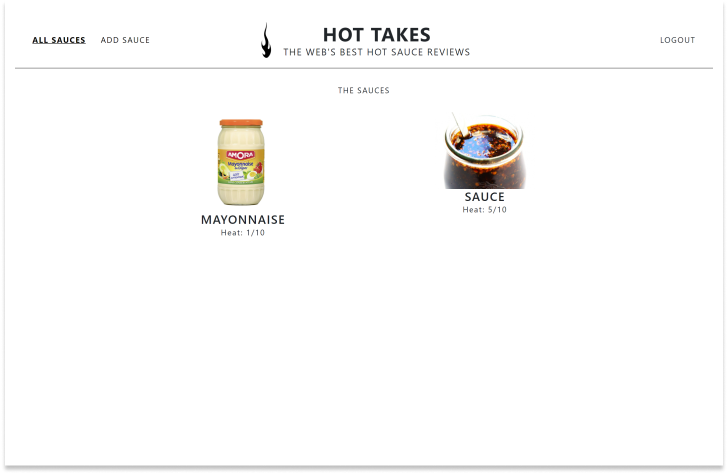 ALL SAUCES
ADD SAUCE
HOT TAKES
THE WEB'S BEST HOT SAUCE REVIEWS
LOGOUT
THE SAUCES
AMORA
Mayonnaise
MAYONNAISE
Heat: 1/10
SAUCE
Heat: 5/10